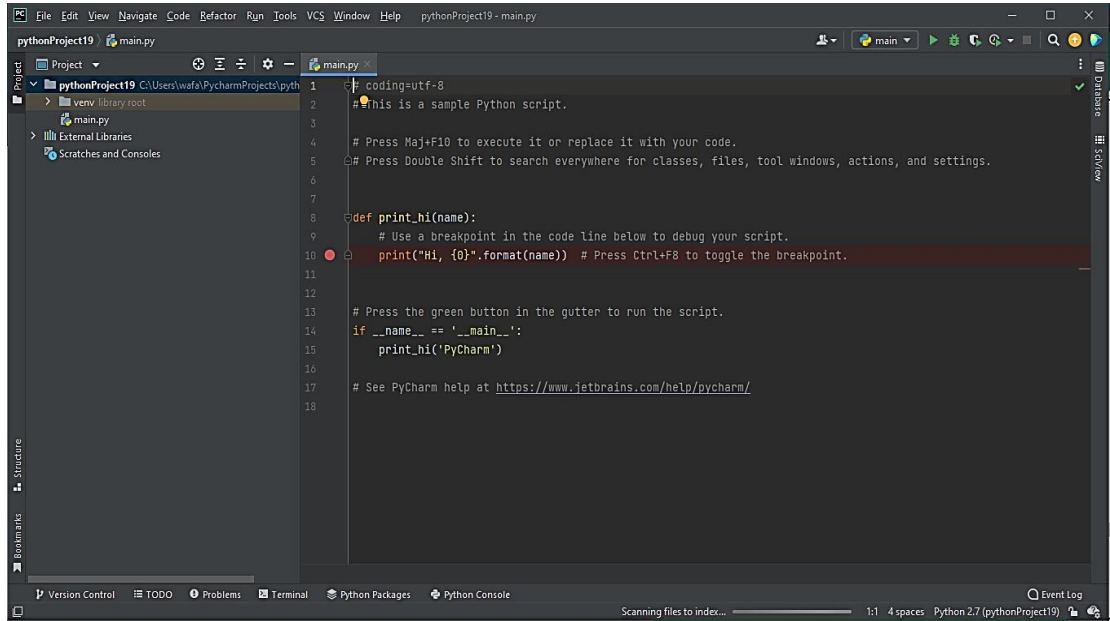 PC File Edit View Navigate Code Refactor Run Tools VCS Window Help pythonProject19 - main.py
pythonProject19 main.py main
Project
Project main.py
pythonProject19 C:\Users\wafa\PycharmProjects\pyth
venv library root
main.py
External Libraries
Scratches and Consoles
1 # coding=utf-8
2 # This is a sample Python script.
3
4 # Press Maj+F10 to execute it or replace it with your code.
5 # Press Double Shift to search everywhere for classes, files, tool windows, actions, and settings.
6
7
8 def print_hi(name):
9 # Use a breakpoint in the code line below to debug your script.
10 print("Hi, {0}".format(name)) # Press Ctrl+F8 to toggle the breakpoint.
11
12
13 # Press the green button in the gutter to run the script.
14 if __name__ == '__main__':
15 print_hi('PyCharm')
16
17 # See PyCharm help at https://www.jetbrains.com/help/pycharm/
18
Database
SciView
Structure
Bookmarks
Version Control TODO Problems Terminal Python Packages Python Console Event Log
Scanning files to index... 1:1 4 spaces Python 2.7 (pythonProject19)